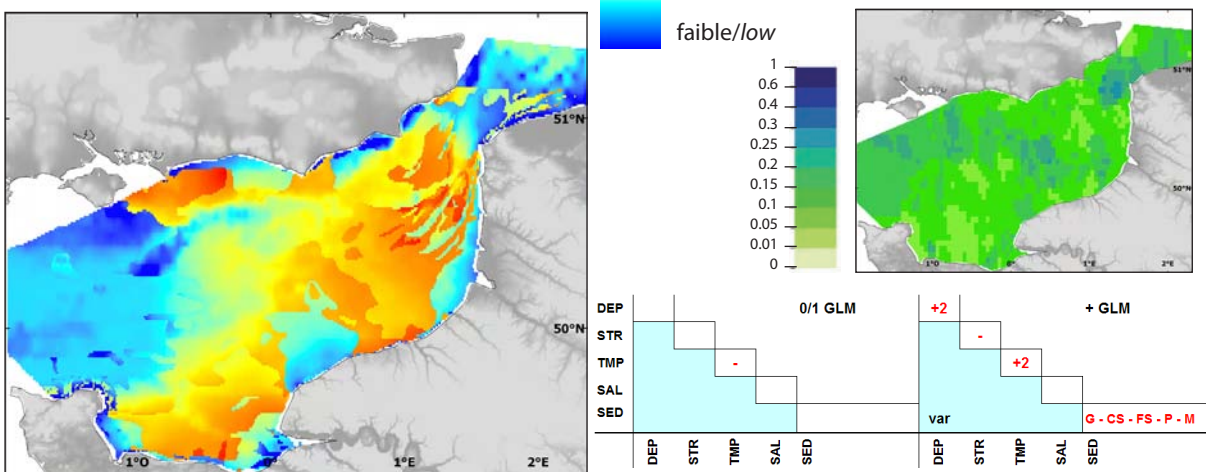 faible/low
51°N
50°N
1°O
0°
1°E
2°E
1
0.6
0.4
0.3
0.25
0.20
0.15
0.1
0.05
0.01
0
51°N
50°N
1°O
1°E
2°E
DEP
STR
TMP
SAL
SED
0/1 GLM
-
DEP
STR
TMP
SAL
SED
+ GLM
+2
-
+2
var
G - CS - FS - P - M
DEP
STR
TMP
SAL
SED